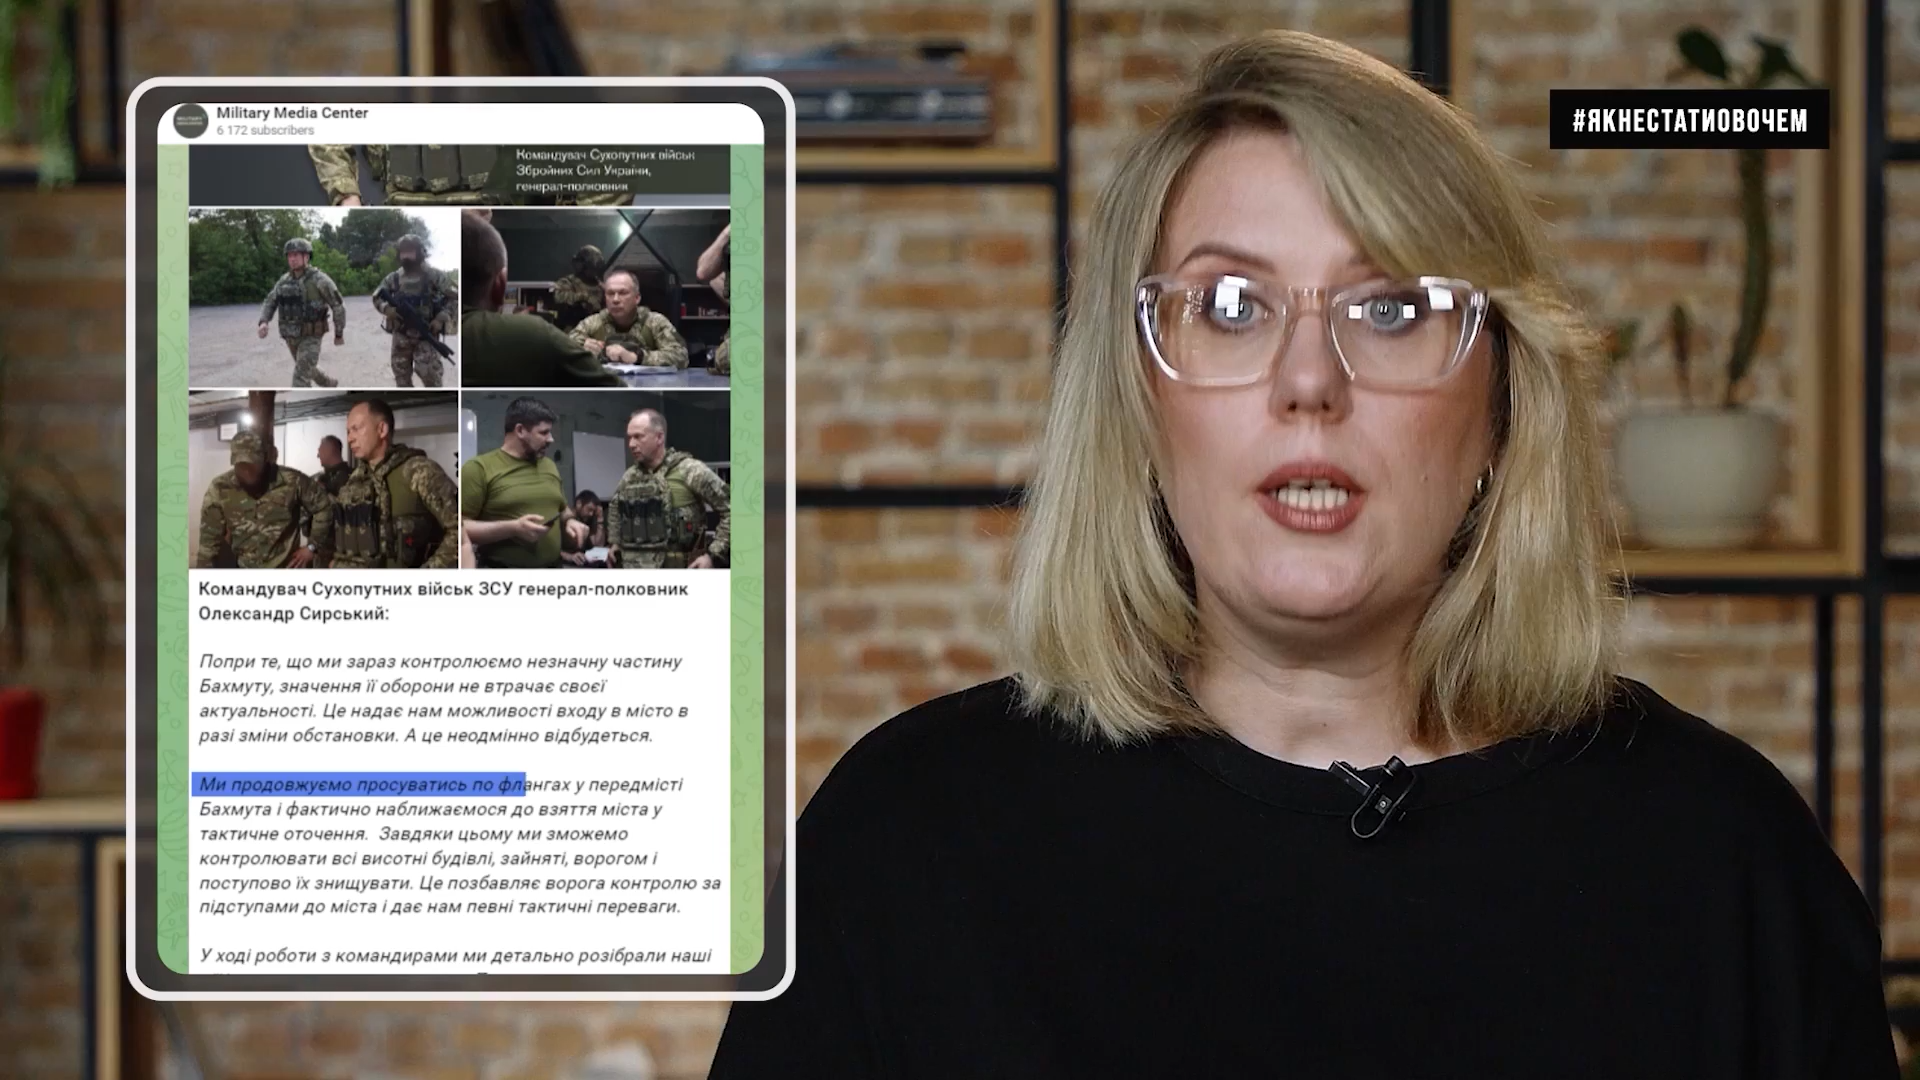 Military Media Center
6 172 subscribers
Командувач Сухопутних військ
Збройних Сил України,
генерал-полковник
Командувач Сухопутних військ ЗСУ генерал-полковник
Олександр Сирський:
Попри те, що ми зараз контролюємо незначну частину
Бахмуту, значення її оборони не втрачає своєї
актуальності. Це надає нам можливості входу в місто в
разі зміни обстановки. А це неодмінно відбудеться.
Ми продовжуємо просуватись по флангах у передмісті
Бахмута і фактично наближаємося до взяття міста у
тактичне оточення. Завдяки цьому ми зможемо
контролювати всі висотні будівлі, зайняті, ворогом і
поступово їх знищувати. Це позбавляє ворога контролю за
підступами до міста і дає нам певні тактичні переваги.
У ході роботи з командирами ми детально розібрали наші
#ЯКНЕСТАТИОВОЧЕМ